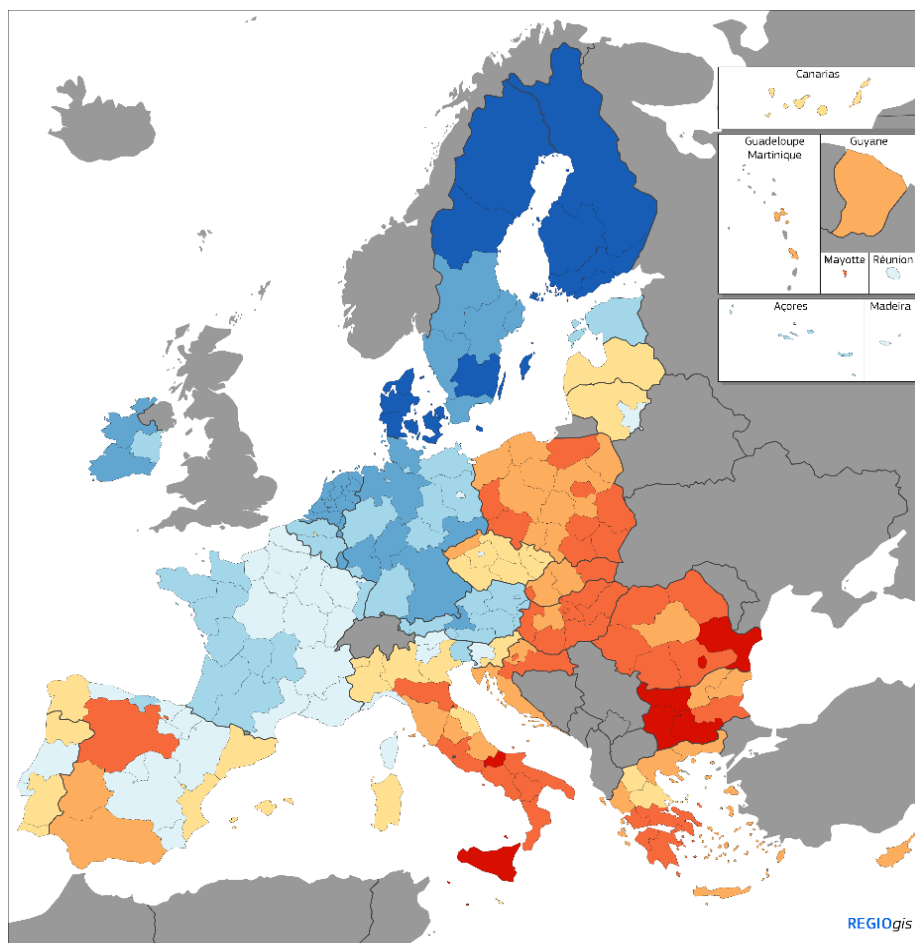 Canarias
Guadeloupe
Martinique
Guyane
Mayotte
Réunion
Açores
Madeira
REGIOgis